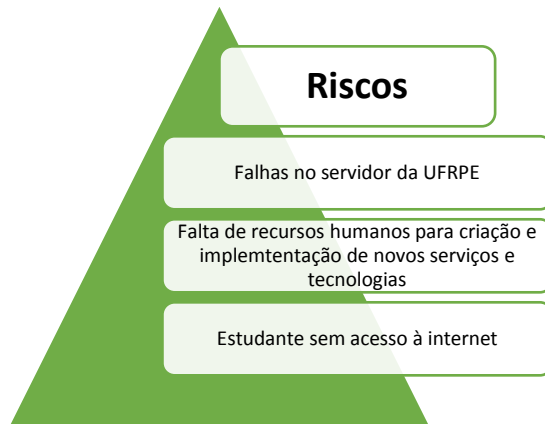 Riscos
Falhas no servidor da UFRPE
Falta de recursos humanos para criação e
implemtentação de novos serviços e
tecnologias
Estudante sem acesso à internet